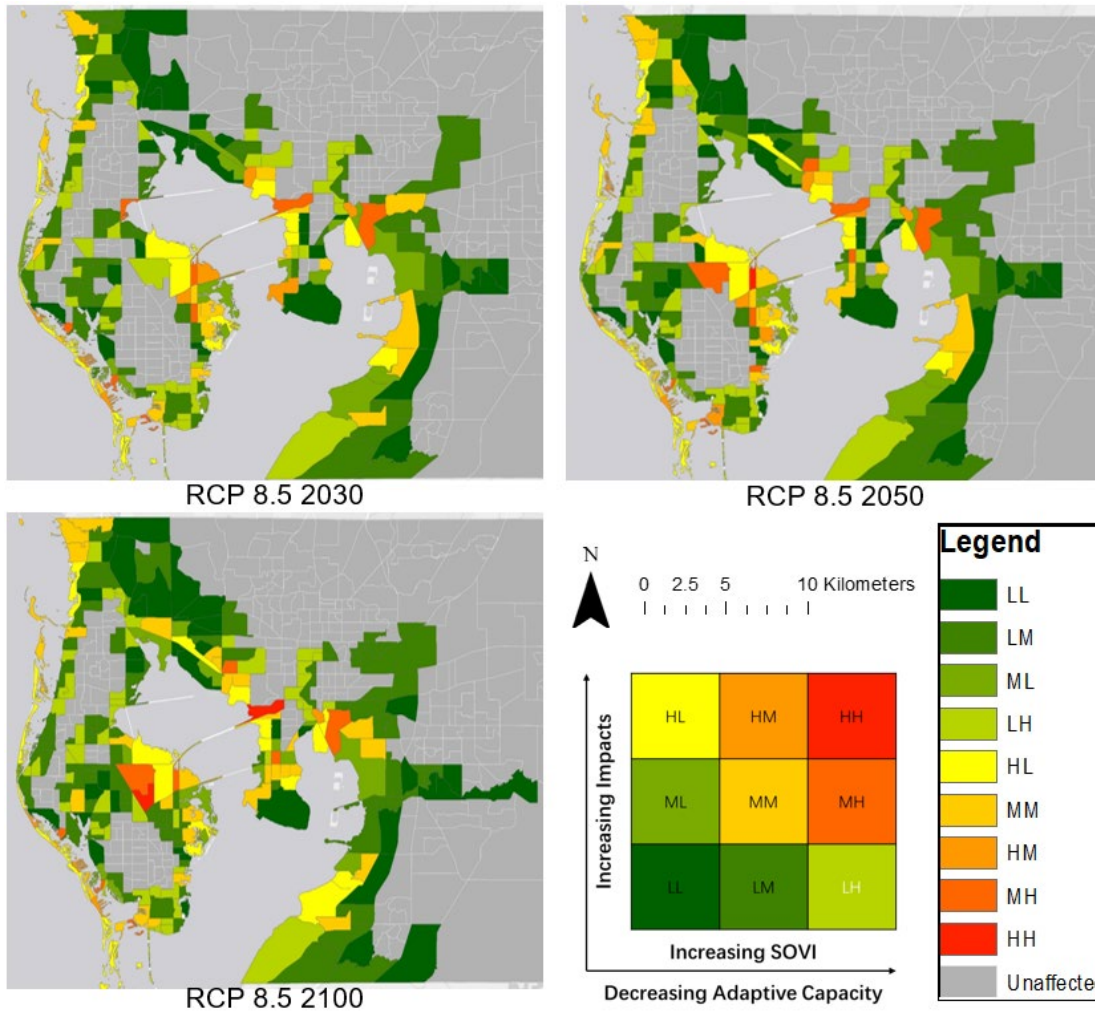 RCP 8.5 2030
RCP 8.5 2050
RCP 8.5 2100
N
0 2.5 5 10 Kilometers
Increasing Impacts
HL HM HH
ML MM MH
LL LM LH
Increasing SOVI
Decreasing Adaptive Capacity
Legend
LL
LM
ML
LH
HL
MM
HM
MH
HH
Unaffecte